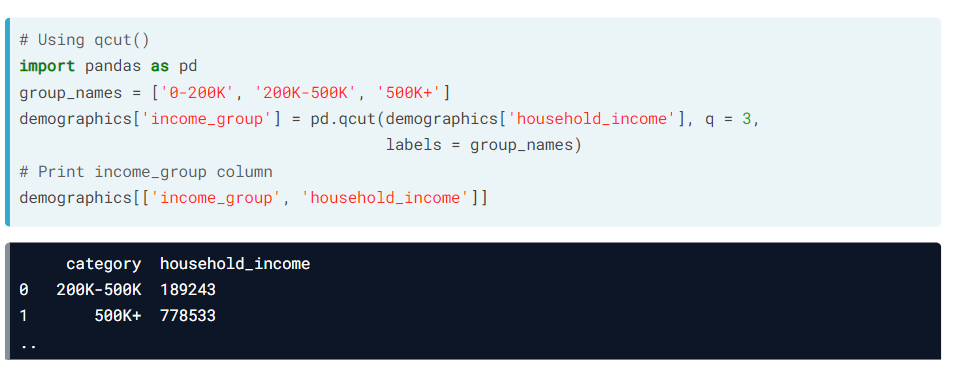 # Using qcut()
import pandas as pd
group_names = ['0-200K', '200K-500K', '500K+']
demographics['income_group'] = pd.qcut(demographics['household_income'], q = 3,
labels = group_names)
# Print income_group column
demographics[['income_group', 'household_income']]
category household_income
0 200K-500K 189243
1 500K+ 778533
..